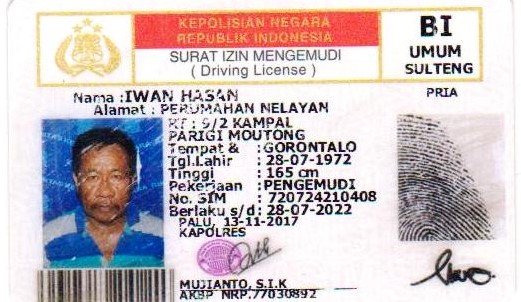 KEPOLISIAN NEGARA
REPUBLIK INDONESIA
SURAT IZIN MENGEMUDI
( Driving License )
BI
UMUM
SULTENG
PRIA
Nama :IWAN HASAN
Alamat : PERUMAHAN NELAYAN
RT : 9/2 KAMPAL
PARIGI MOUTONG
Tempat & :GORONTALO
Tgl.Lahir : 28-07-1972
Tinggi : 165 cm
Pekerjaan :PENGEMUDI
No. SIM : 720724210408
Berlaku s/d : 28-07-2022
PALU, 13-11-2017
KAPOLRES
MUJIANTO, S.I.K
AKBP NRP.77030892